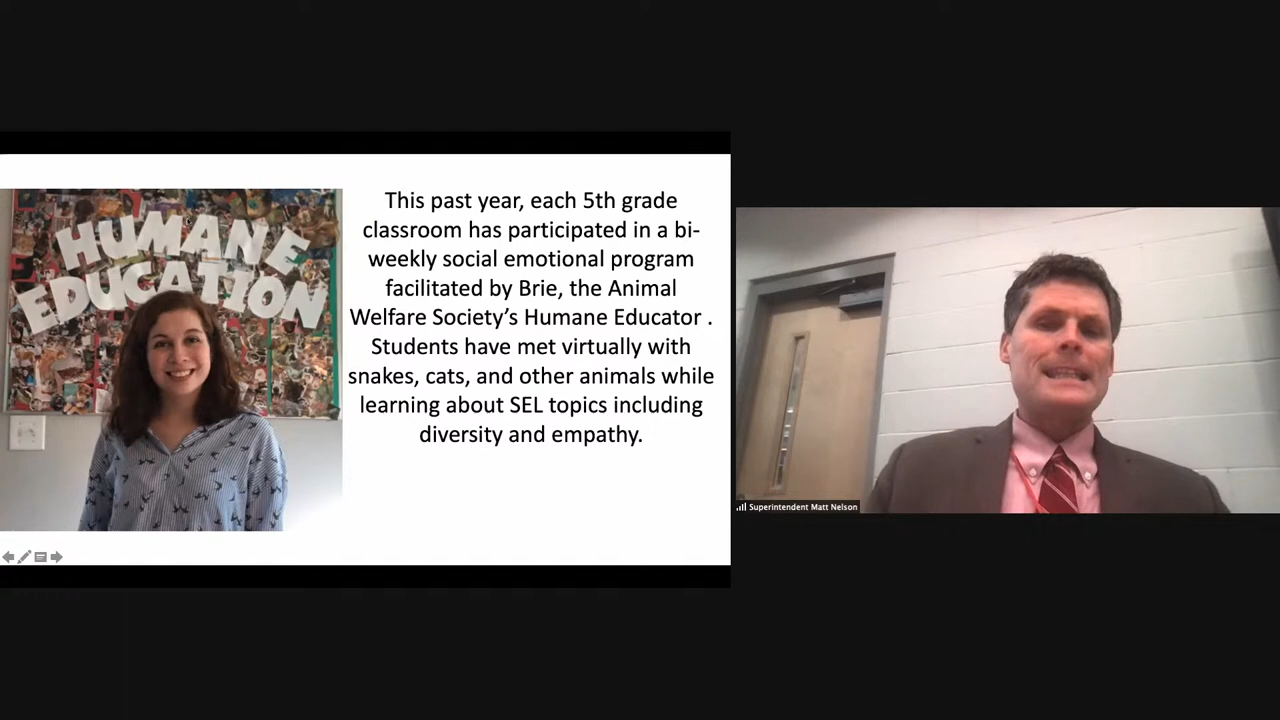 HUMANE
EDUCATION
This past year, each 5th grade
classroom has participated in a bi-
weekly social emotional program
facilitated by Brie, the Animal
Welfare Society’s Humane Educator .
Students have met virtually with
snakes, cats, and other animals while
learning about SEL topics including
diversity and empathy.
Superintendent Matt Nelson